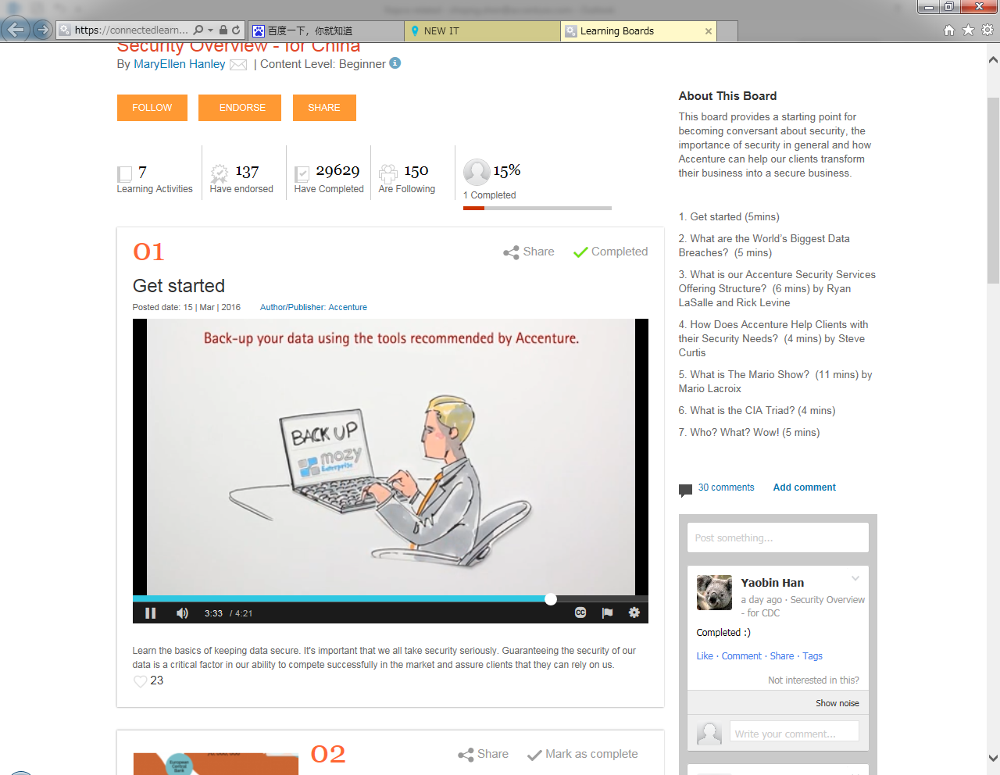 https://connectedlearn...
百度一下，你就知道
NEW IT
Learning Boards
Security Overview - for China
By MaryEllen Hanley | Content Level: Beginner
FOLLOW
ENDORSE
SHARE
7
Learning Activities
137
Have endorsed
29629
Have Completed
150
Are Following
15%
1 Completed
01
Share
Completed
Get started
Posted date: 15 | Mar | 2016
Author/Publisher: Accenture
Back-up your data using the tools recommended by Accenture.
BACK UP
mozy
Enterprise
3:33 / 4:21
CC
Learn the basics of keeping data secure. It's important that we all take security seriously. Guaranteeing the security of our
data is a critical factor in our ability to compete successfully in the market and assure clients that they can rely on us.
23
European
Central
Bank
02
Share
Mark as complete
About This Board
This board provides a starting point for
becoming conversant about security, the
importance of security in general and how
Accenture can help our clients transform
their business into a secure business.
1. Get started (5mins)
2. What are the World's Biggest Data
Breaches?  (5 mins)
3. What is our Accenture Security Services
Offering Structure?  (6 mins) by Ryan
LaSalle and Rick Levine
4. How Does Accenture Help Clients with
their Security Needs?  (4 mins) by Steve
Curtis
5. What is The Mario Show?  (11 mins) by
Mario Lacroix
6. What is the CIA Triad? (4 mins)
7. Who? What? Wow! (5 mins)
30 comments
Add comment
Post something...
Yaobin Han
a day ago · Security Overview
- for CDC
Completed :)
Like · Comment · Share · Tags
Not interested in this?
Show noise
Write your comment...